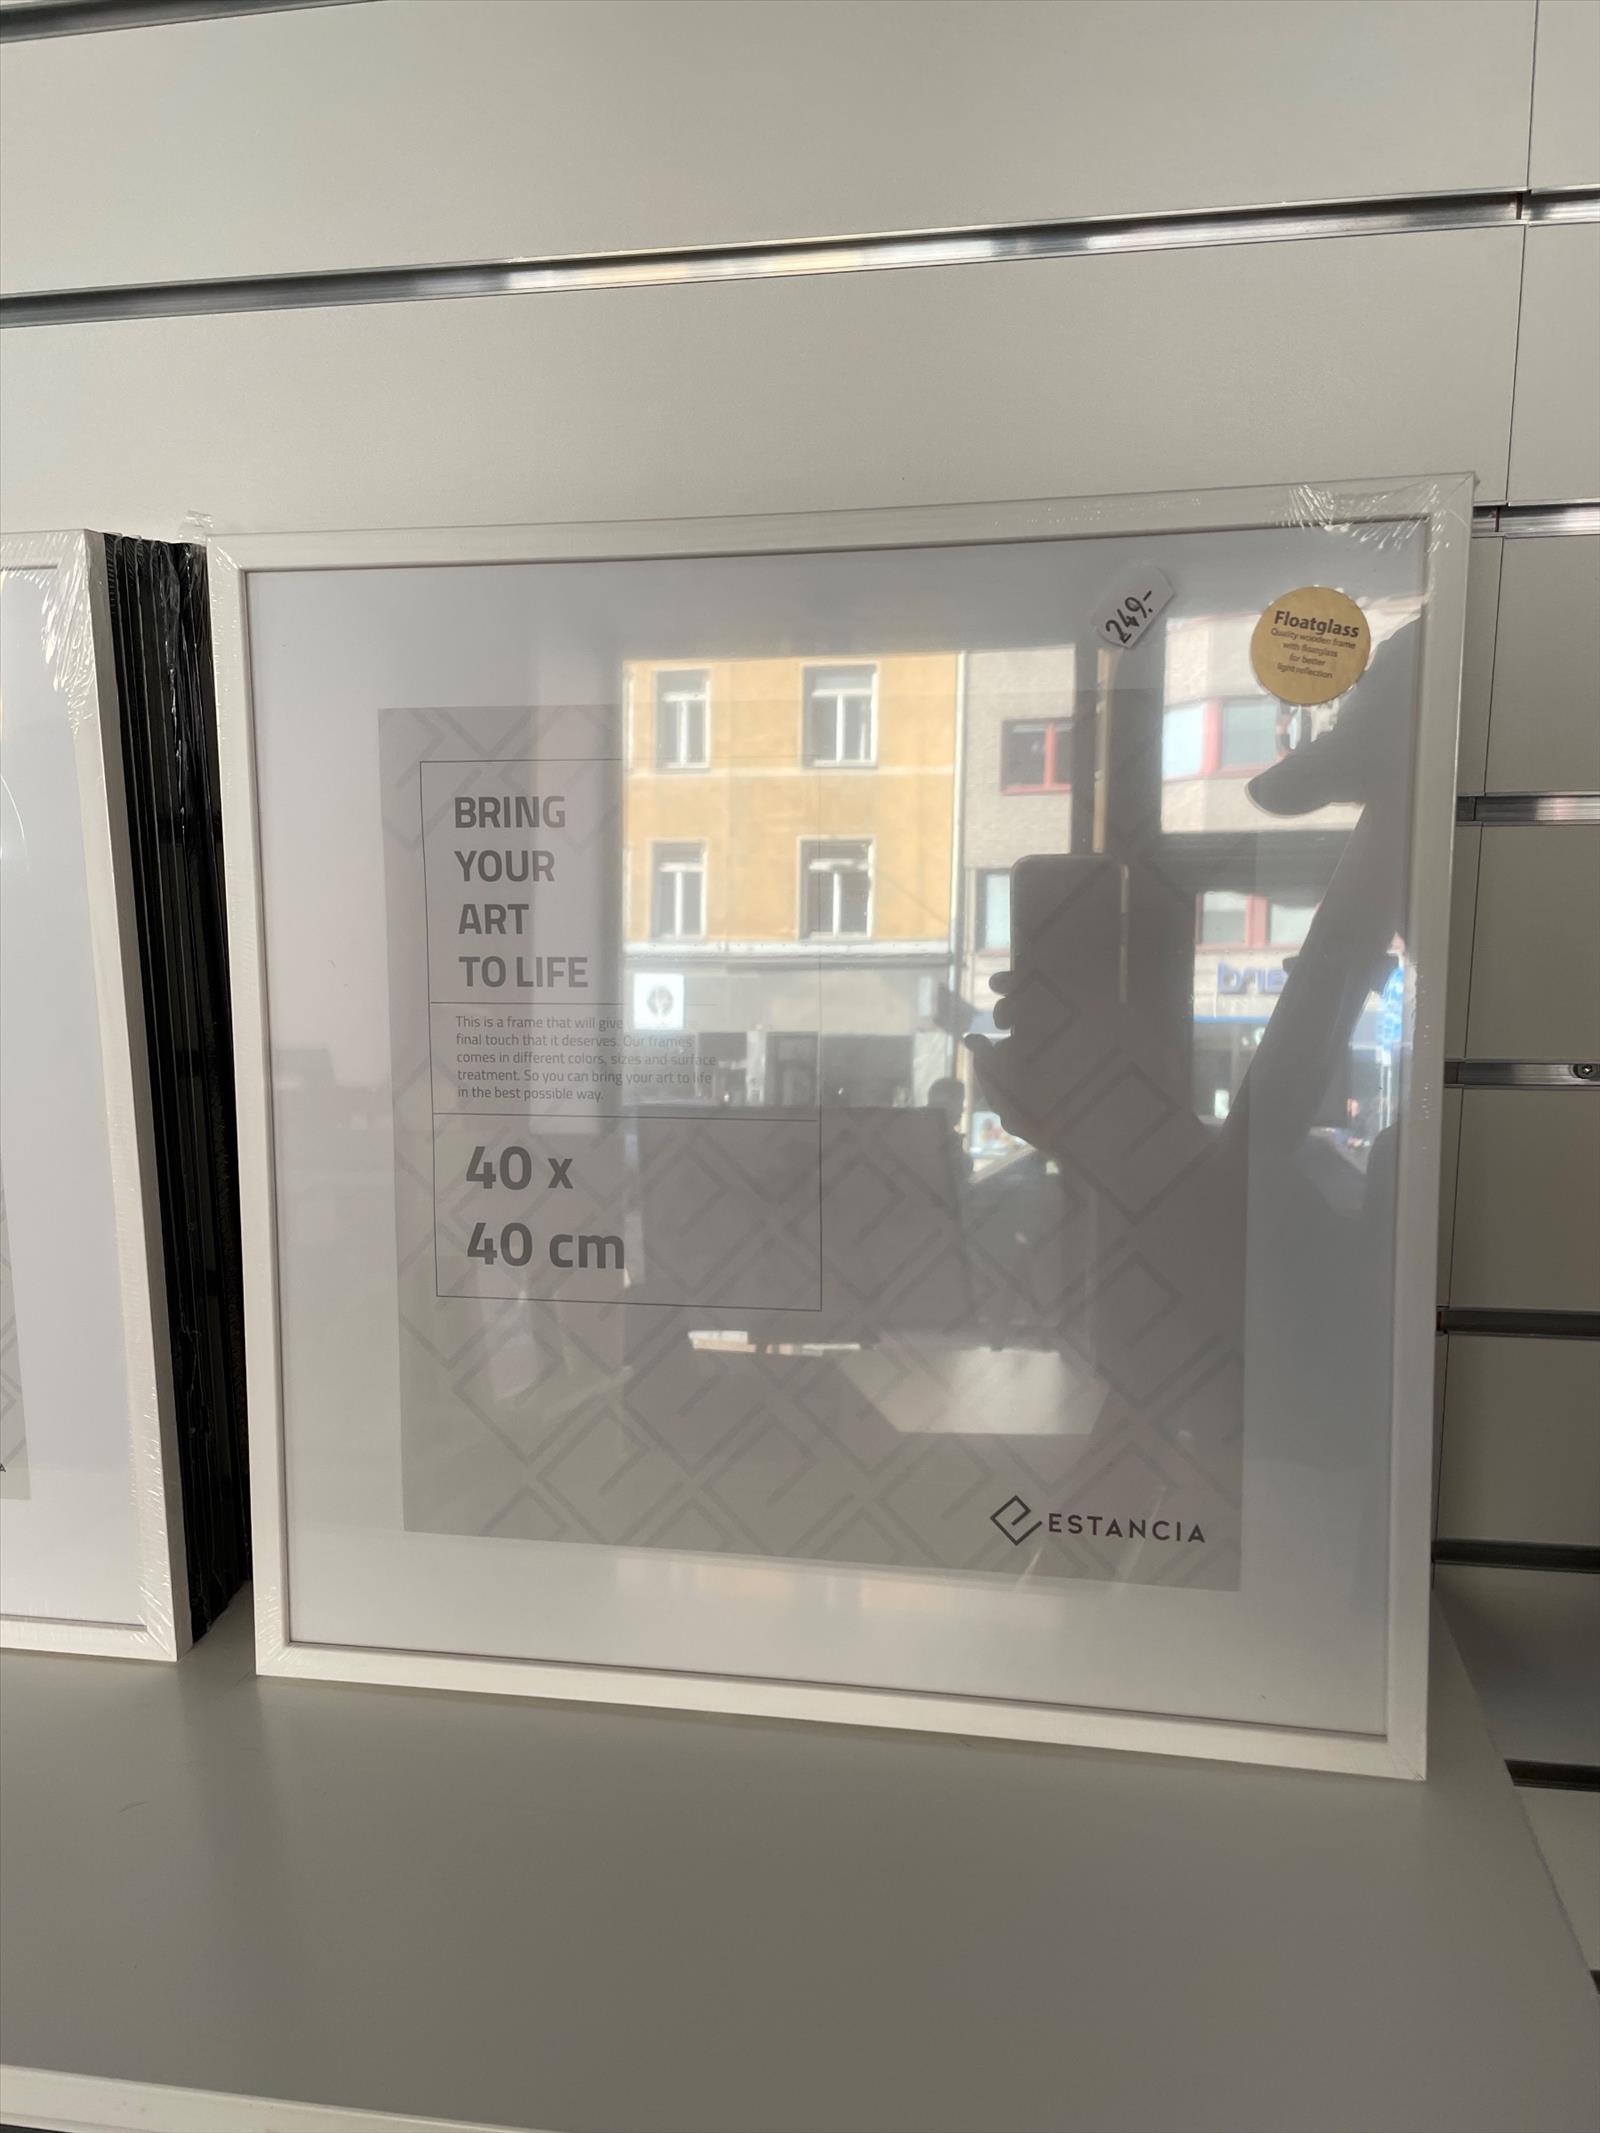 249.-
Floatglass
Quality wooden frame
with floatglass
for better
light reflection
BRING
YOUR
ART
TO LIFE
This is a frame that will give
final touch that it deserves. Our frames
comes in different colors, sizes and surface
treatment. So you can bring your art to life
in the best possible way.
40 x
40 cm
ESTANCIA